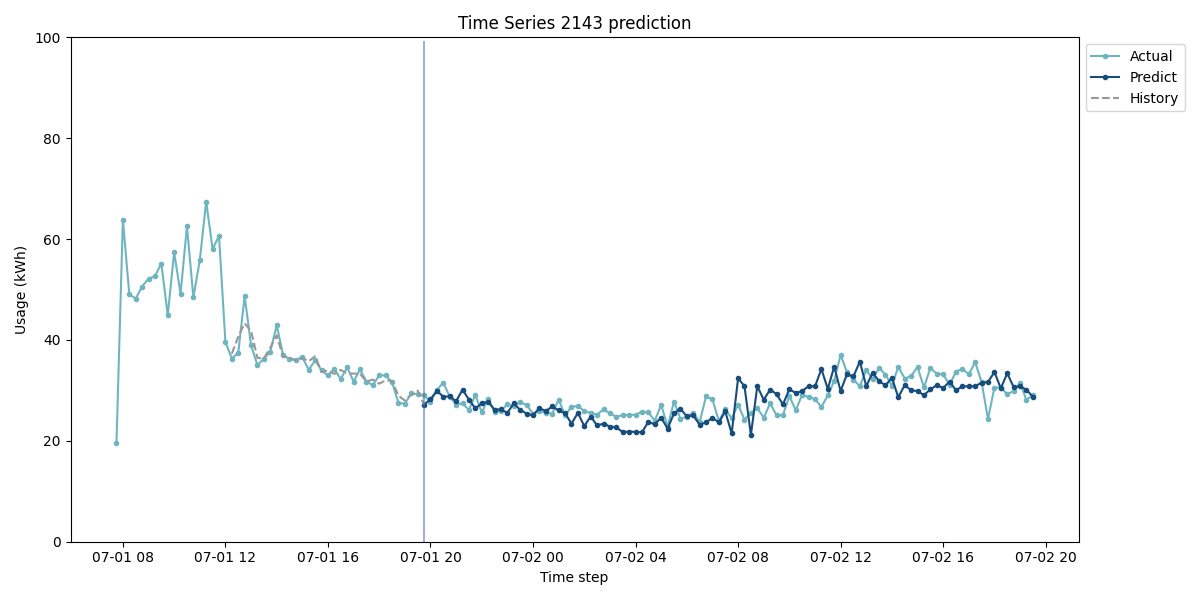 Time Series 2143 prediction
100
80
60
40
20
0
Usage (kWh)
07-01 08
07-01 12
07-01 16
07-01 20
07-02 00
07-02 04
07-02 08
07-02 12
07-02 16
07-02 20
Time step
Actual
Predict
History